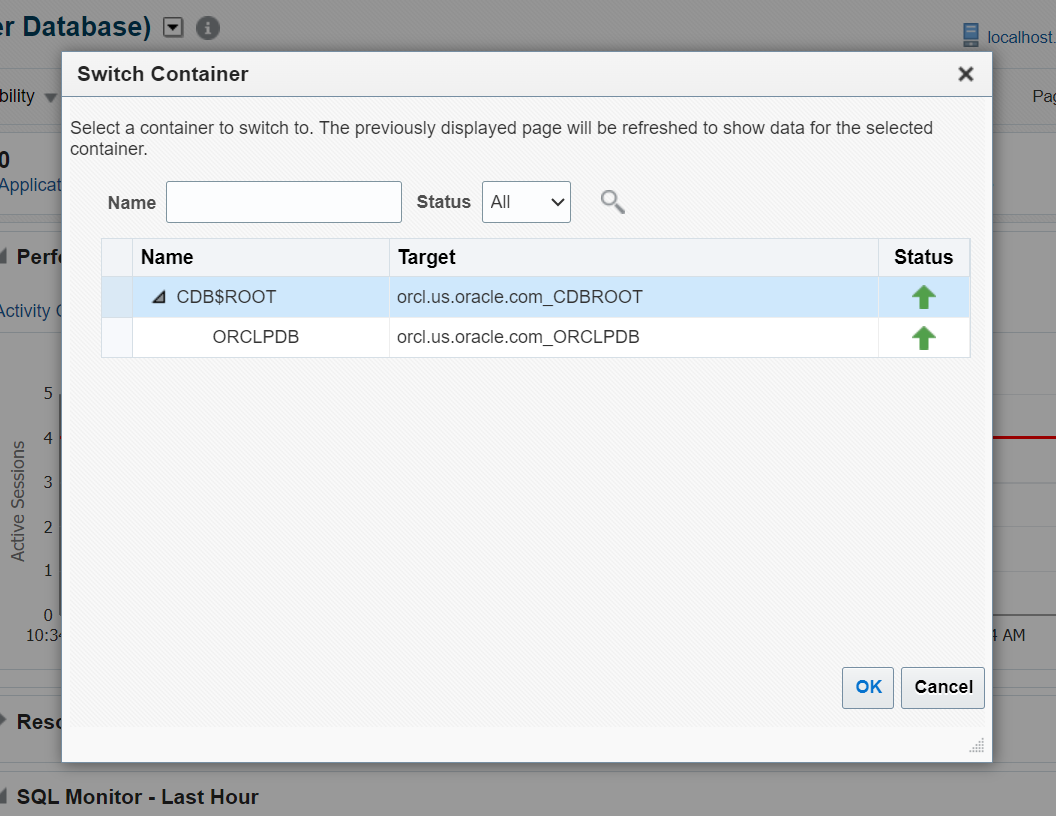 er Database)
localhost.
bility
Pag
0
Applicat
Perfo
Activity
Switch Container
Select a container to switch to. The previously displayed page will be refreshed to show data for the selected
container.
Name
Status All
Name Target Status
CDB$ROOT orcl.us.oracle.com_CDBROOT
ORCLPDB orcl.us.oracle.com_ORCLPDB
OK Cancel
Active Sessions
5
4
3
2
1
0
10:34
AM
Reso
SQL Monitor - Last Hour